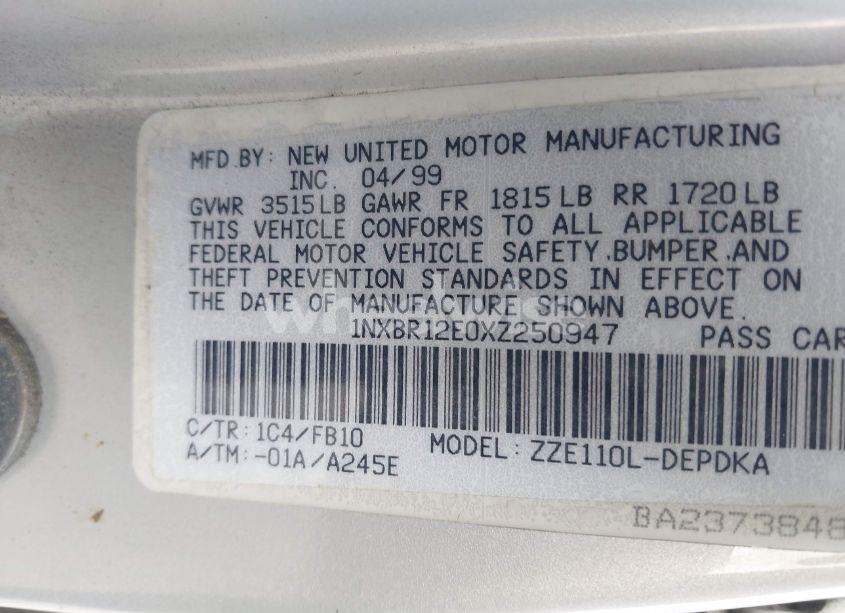 MFD.BY: NEW UNITED MOTOR MANUFACTURING
INC. 04/99
GVWR 3515LB GAWR FR 1815LB RR 1720LB
THIS VEHICLE CONFORMS TO ALL APPLICABLE
FEDERAL MOTOR VEHICLE SAFETY,BUMPER,AND
THEFT PREVENTION STANDARDS IN EFFECT ON
THE DATE OF MANUFACTURE SHOWN ABOVE.
1NXBR12E0XZ250947 PASS CAR
C/TR:1C4/FB10 MODEL: ZZE110L-DEPDKA
A/TM:-01A/A245E
BA2373848